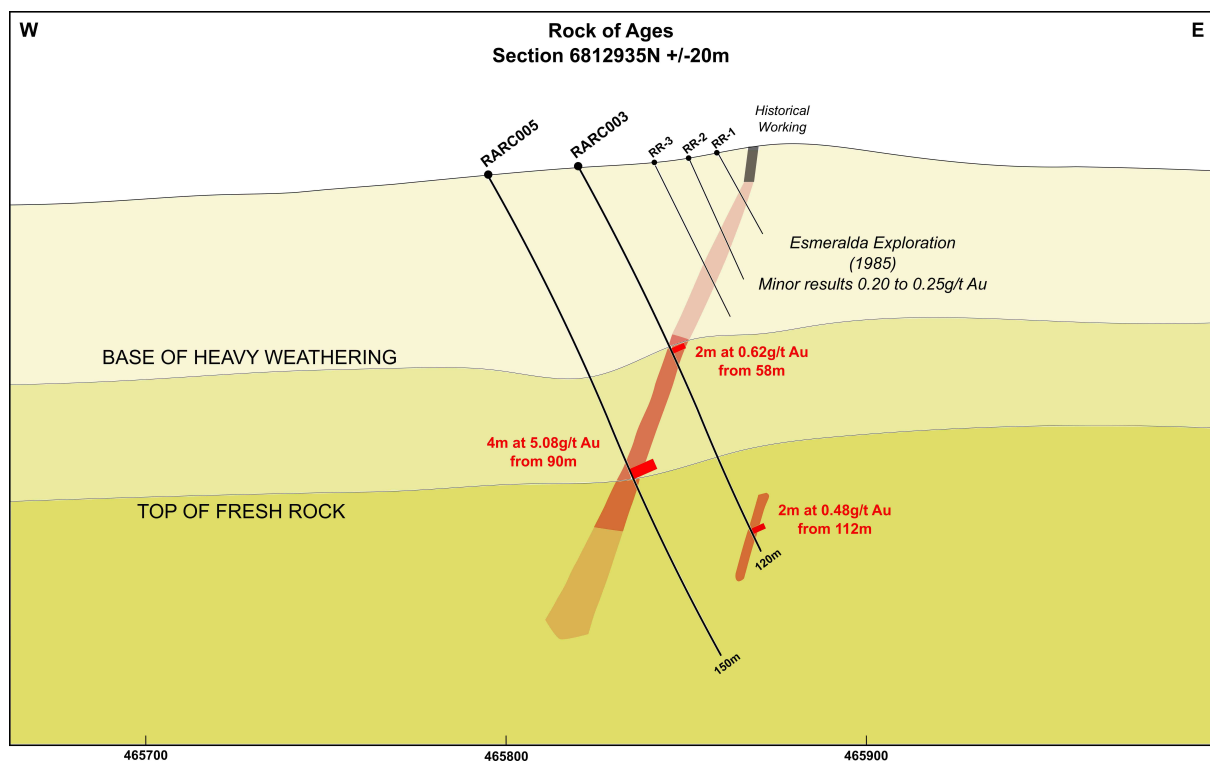 W
Rock of Ages
E
Section 6812935N +/-20m
Historical
Working
RARC005
RARC003
RR-3
RR-2
RR-1
Esmeralda Exploration
(1985)
Minor results 0.20 to 0.25g/t Au
BASE OF HEAVY WEATHERING
2m at 0.62g/t Au
from 58m
4m at 5.08g/t Au
from 90m
TOP OF FRESH ROCK
2m at 0.48g/t Au
from 112m
120m
150m
465700
465800
465900